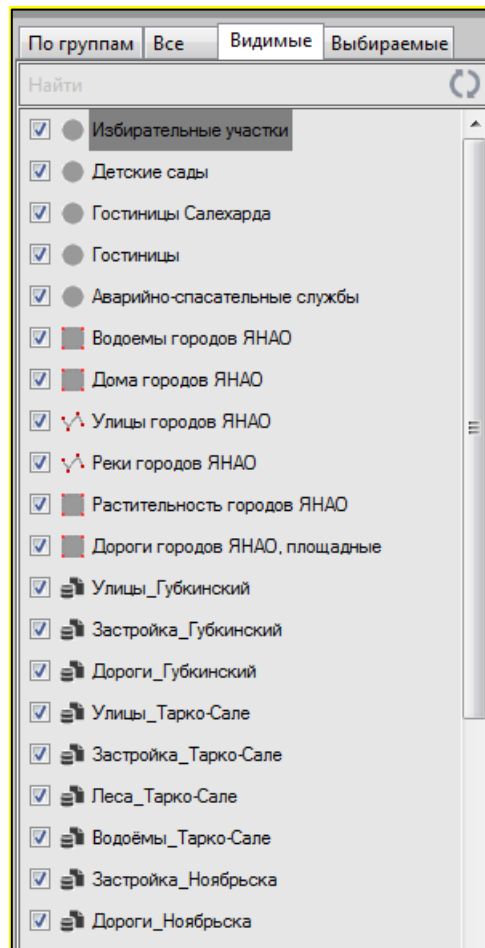 По группам Все Видимые Выбираемые
Найти
Избирательные участки
Детские сады
Гостиницы Салехарда
Гостиницы
Аварийно-спасательные службы
Водоемы городов ЯНАО
Дома городов ЯНАО
Улицы городов ЯНАО
Реки городов ЯНАО
Растительность городов ЯНАО
Дороги городов ЯНАО, площадные
Улицы_Губкинский
Застройка_Губкинский
Дороги_Губкинский
Улицы_Тарко-Сале
Застройка_Тарко-Сале
Леса_Тарко-Сале
Водоёмы_Тарко-Сале
Застройка_Ноябрьска
Дороги_Ноябрьска